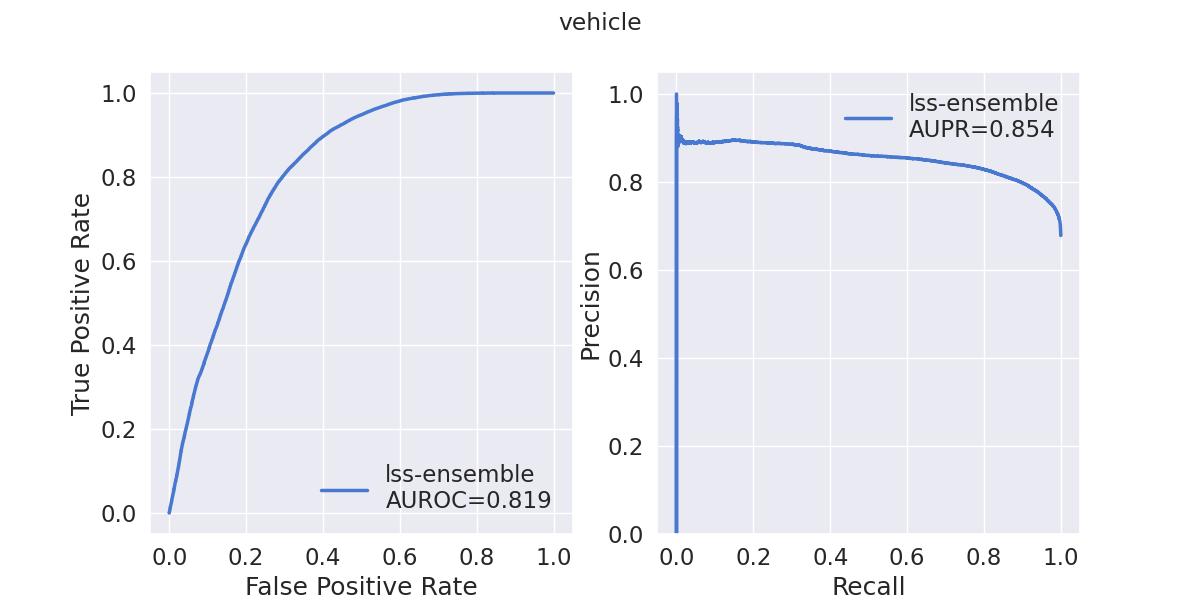 vehicle
True Positive Rate
1.0
0.8
0.6
0.4
0.2
0.0
lss-ensemble
AUROC=0.819
0.0 0.2 0.4 0.6 0.8 1.0
False Positive Rate
Precision
1.0
0.8
0.6
0.4
0.2
0.0
lss-ensemble
AUPR=0.854
0.0 0.2 0.4 0.6 0.8 1.0
Recall